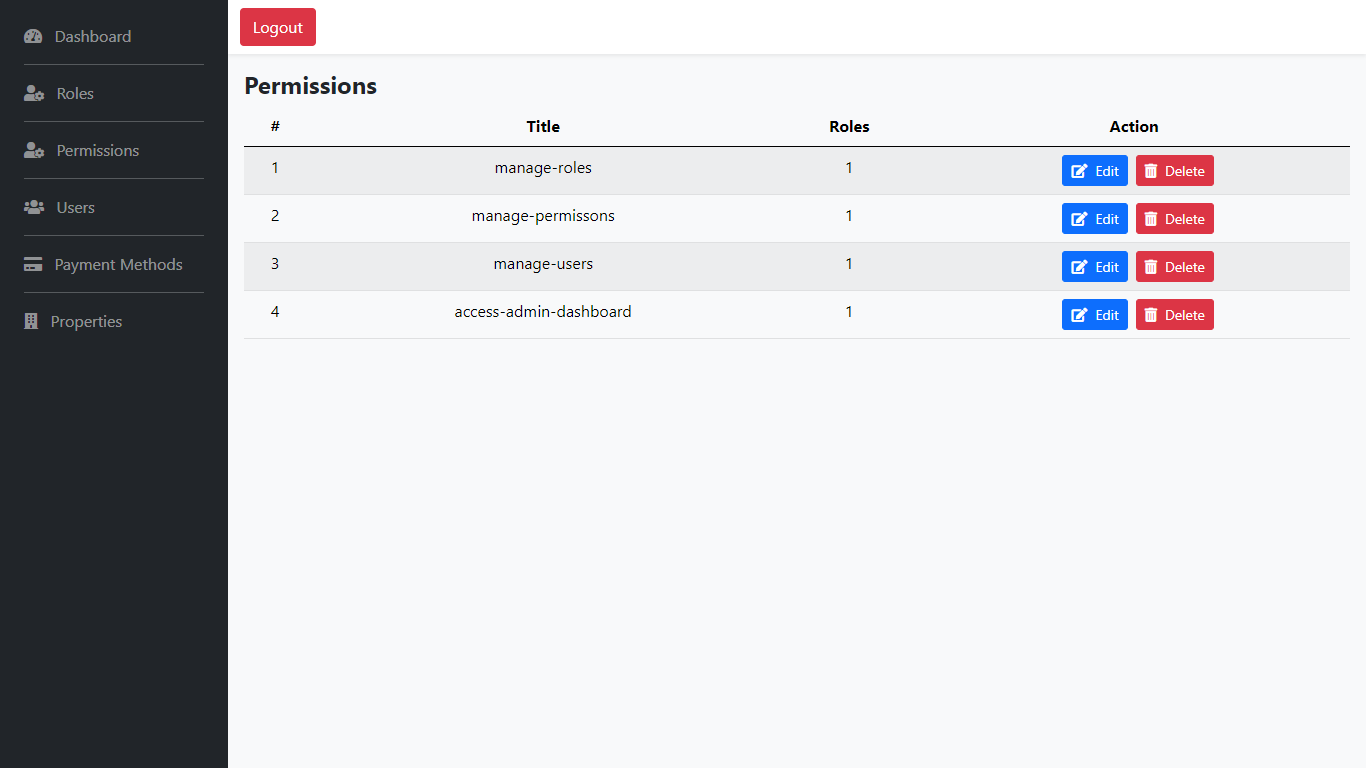 Logout
Dashboard
Roles
Permissions
Users
Payment Methods
Properties
Permissions
# Title Roles Action
1 manage-roles 1 Edit Delete
2 manage-permissons 1 Edit Delete
3 manage-users 1 Edit Delete
4 access-admin-dashboard 1 Edit Delete